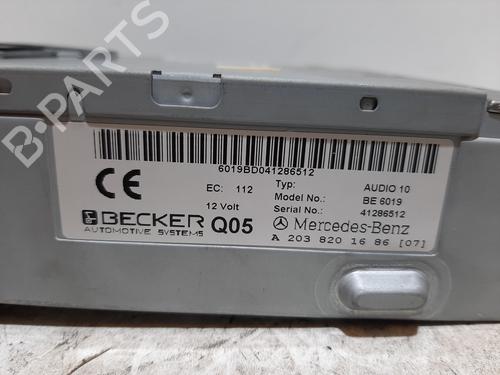 B-PARTS
6019BD041286512
CE
EC: 112
Typ: AUDIO 10
Model No.: BE 6019
12 Volt
Serial No.: 41286512
BECKER
AUTOMOTIVE SYSTEMS
Q05
Mercedes-Benz
A 203 820 16 86 [07]